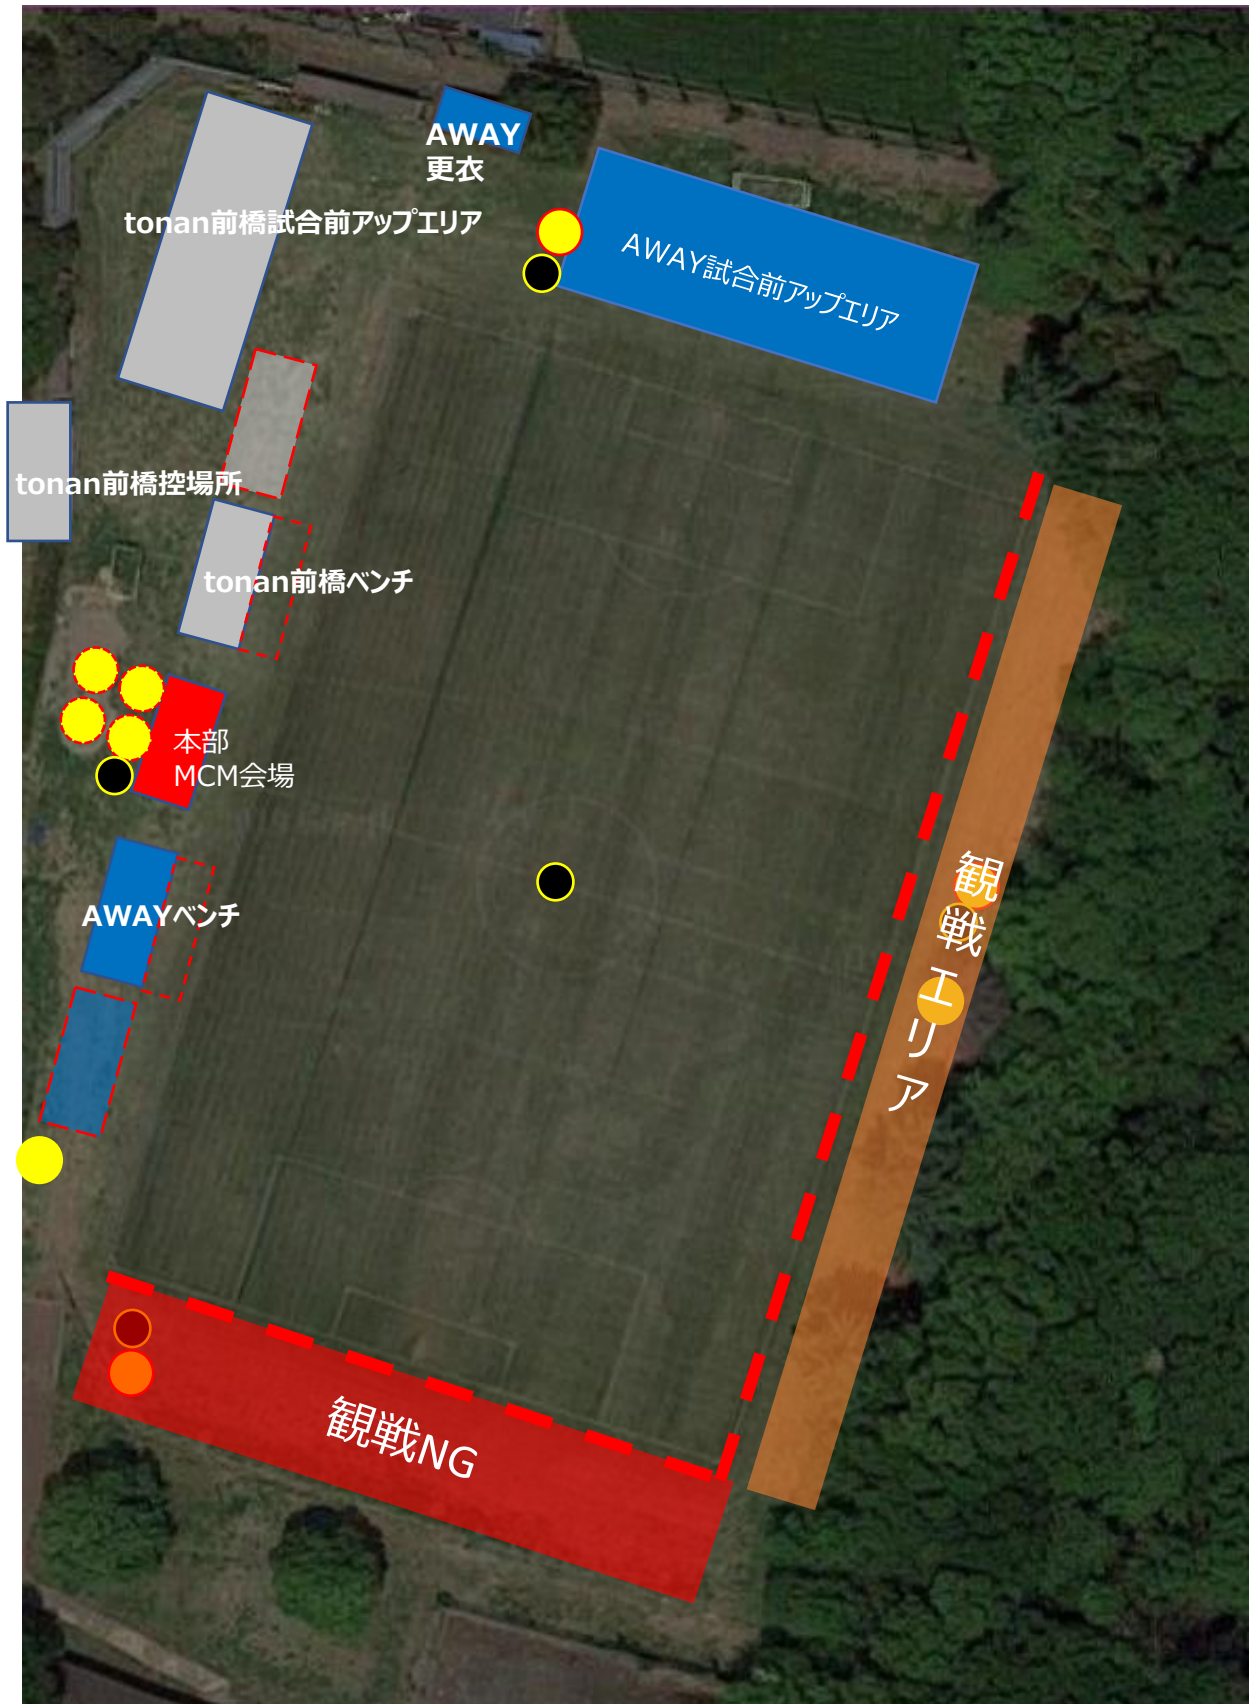 AWAY
更衣
tonan前橋試合前アップエリア
AWAY試合前アップエリア
tonan前橋控場所
tonan前橋ベンチ
本部
MCM会場
AWAYベンチ
観戦エリア
観戦NG